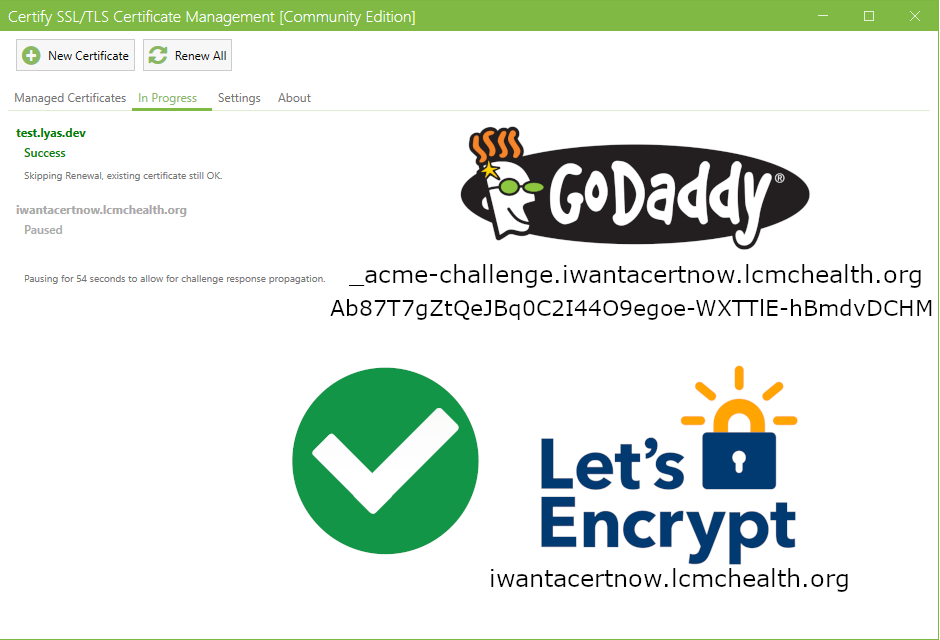 Certify SSL/TLS Certificate Management [Community Edition]
New Certificate
Renew All
Managed Certificates
In Progress
Settings
About
test.lyas.dev
Success
Skipping Renewal, existing certificate still OK.
iwantacertnow.lcmchealth.org
Paused
Pausing for 54 seconds to allow for challenge response propagation.
GoDaddy®
_acme-challenge.iwantacertnow.lcmchealth.org
Ab87T7gZtQeJBq0C2I44O9egoe-WXTTlE-hBmdvDCHM
Let's
Encrypt
iwantacertnow.lcmchealth.org